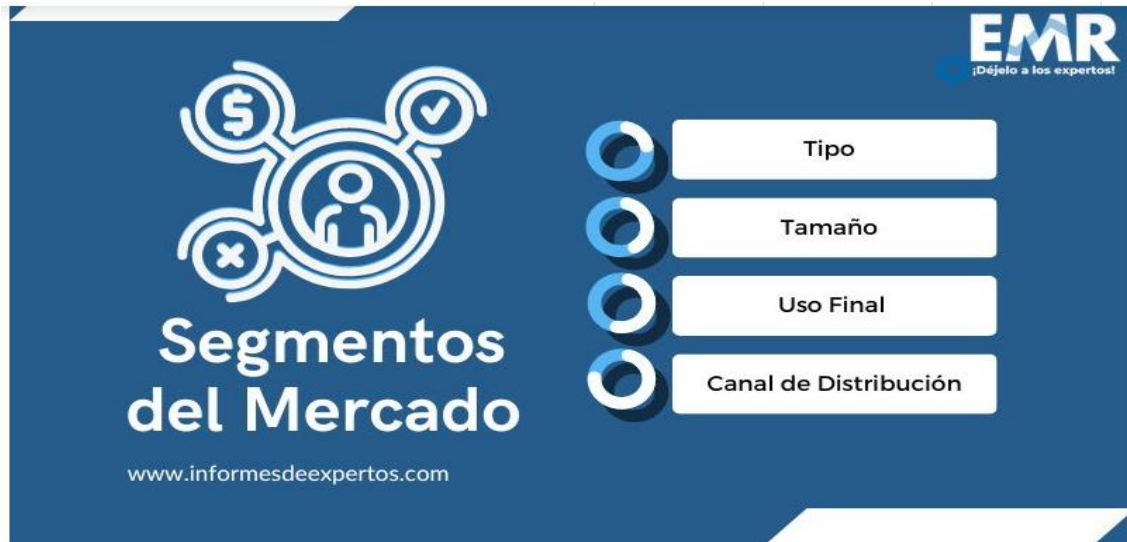 EMR
¡Déjelo a los expertos!
Segmentos
del Mercado
www.informesdeexpertos.com
Tipo
Tamaño
Uso Final
Canal de Distribución